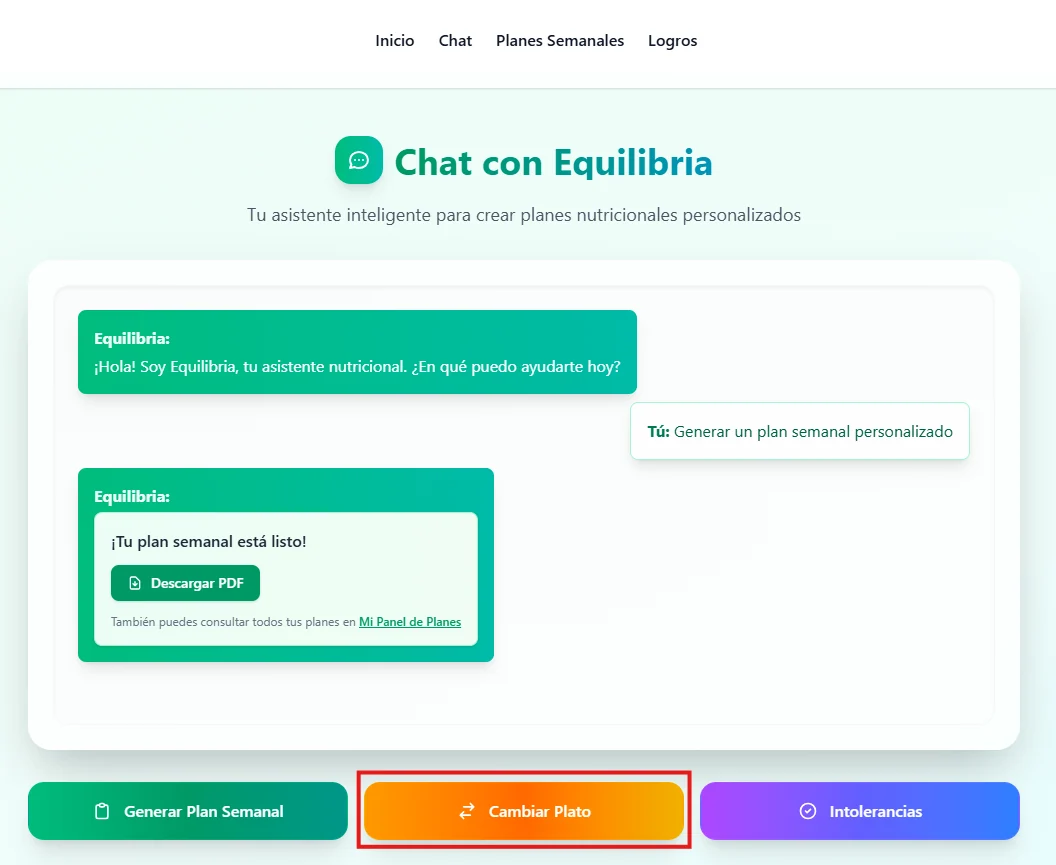 Inicio Chat Planes Semanales Logros
Chat con Equilibria
Tu asistente inteligente para crear planes nutricionales personalizados
Equilibria:
¡Hola! Soy Equilibria, tu asistente nutricional. ¿En qué puedo ayudarte hoy?
Tú: Generar un plan semanal personalizado
Equilibria:
¡Tu plan semanal está listo!
Descargar PDF
También puedes consultar todos tus planes en Mi Panel de Planes
Generar Plan Semanal Cambiar Plato Intolerancias